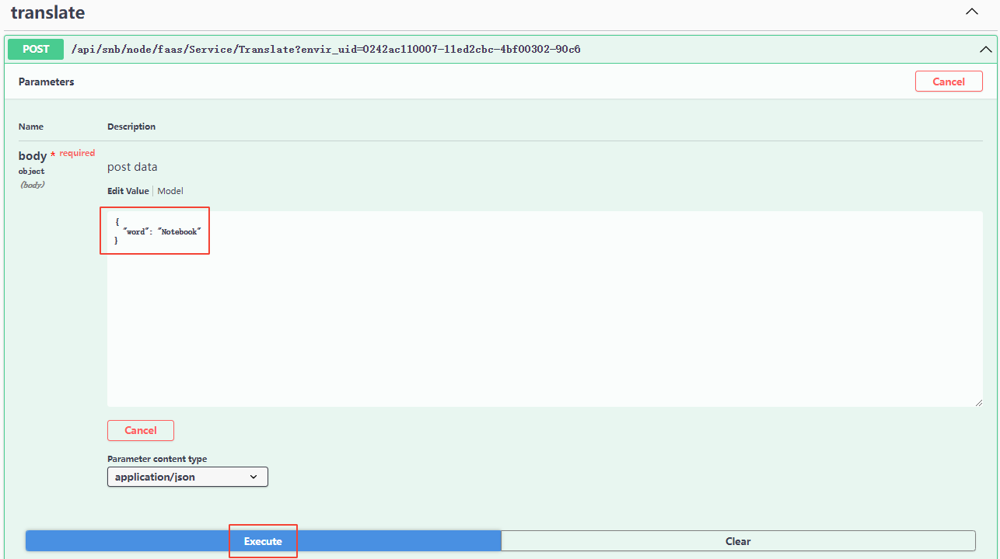 translate
POST /api/snb/node/faas/Service/Translate?envir_uid=0242ac110007-11ed2cbc-4bf00302-90c6
Parameters Cancel
Name Description
body * required
object
(body)
post data
Edit Value Model
{
"word": "Notebook"
}
Cancel
Parameter content type
application/json
Execute Clear